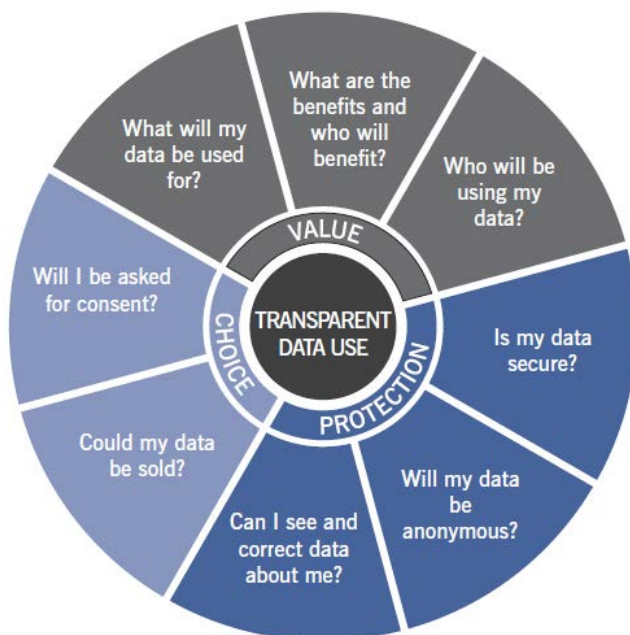 What will my
data be used
for?
What are the
benefits and
who will
benefit?
Who will be
using my
data?
Is my data
secure?
Will my data
be
anonymous?
Can I see and
correct data
about me?
Could my data
be sold?
Will I be asked
for consent?
VALUE
PROTECTION
CHOICE
TRANSPARENT
DATA USE